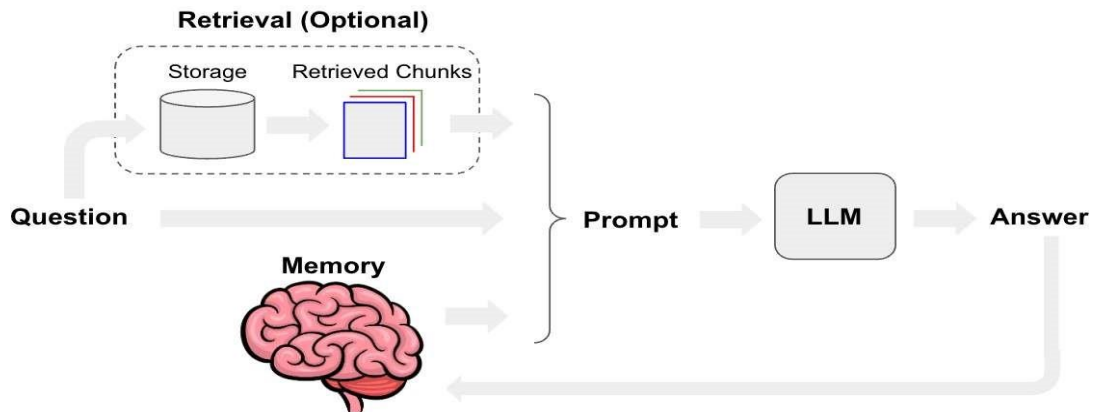 Retrieval (Optional)
Storage
Retrieved Chunks
Question
Prompt
LLM
Answer
Memory